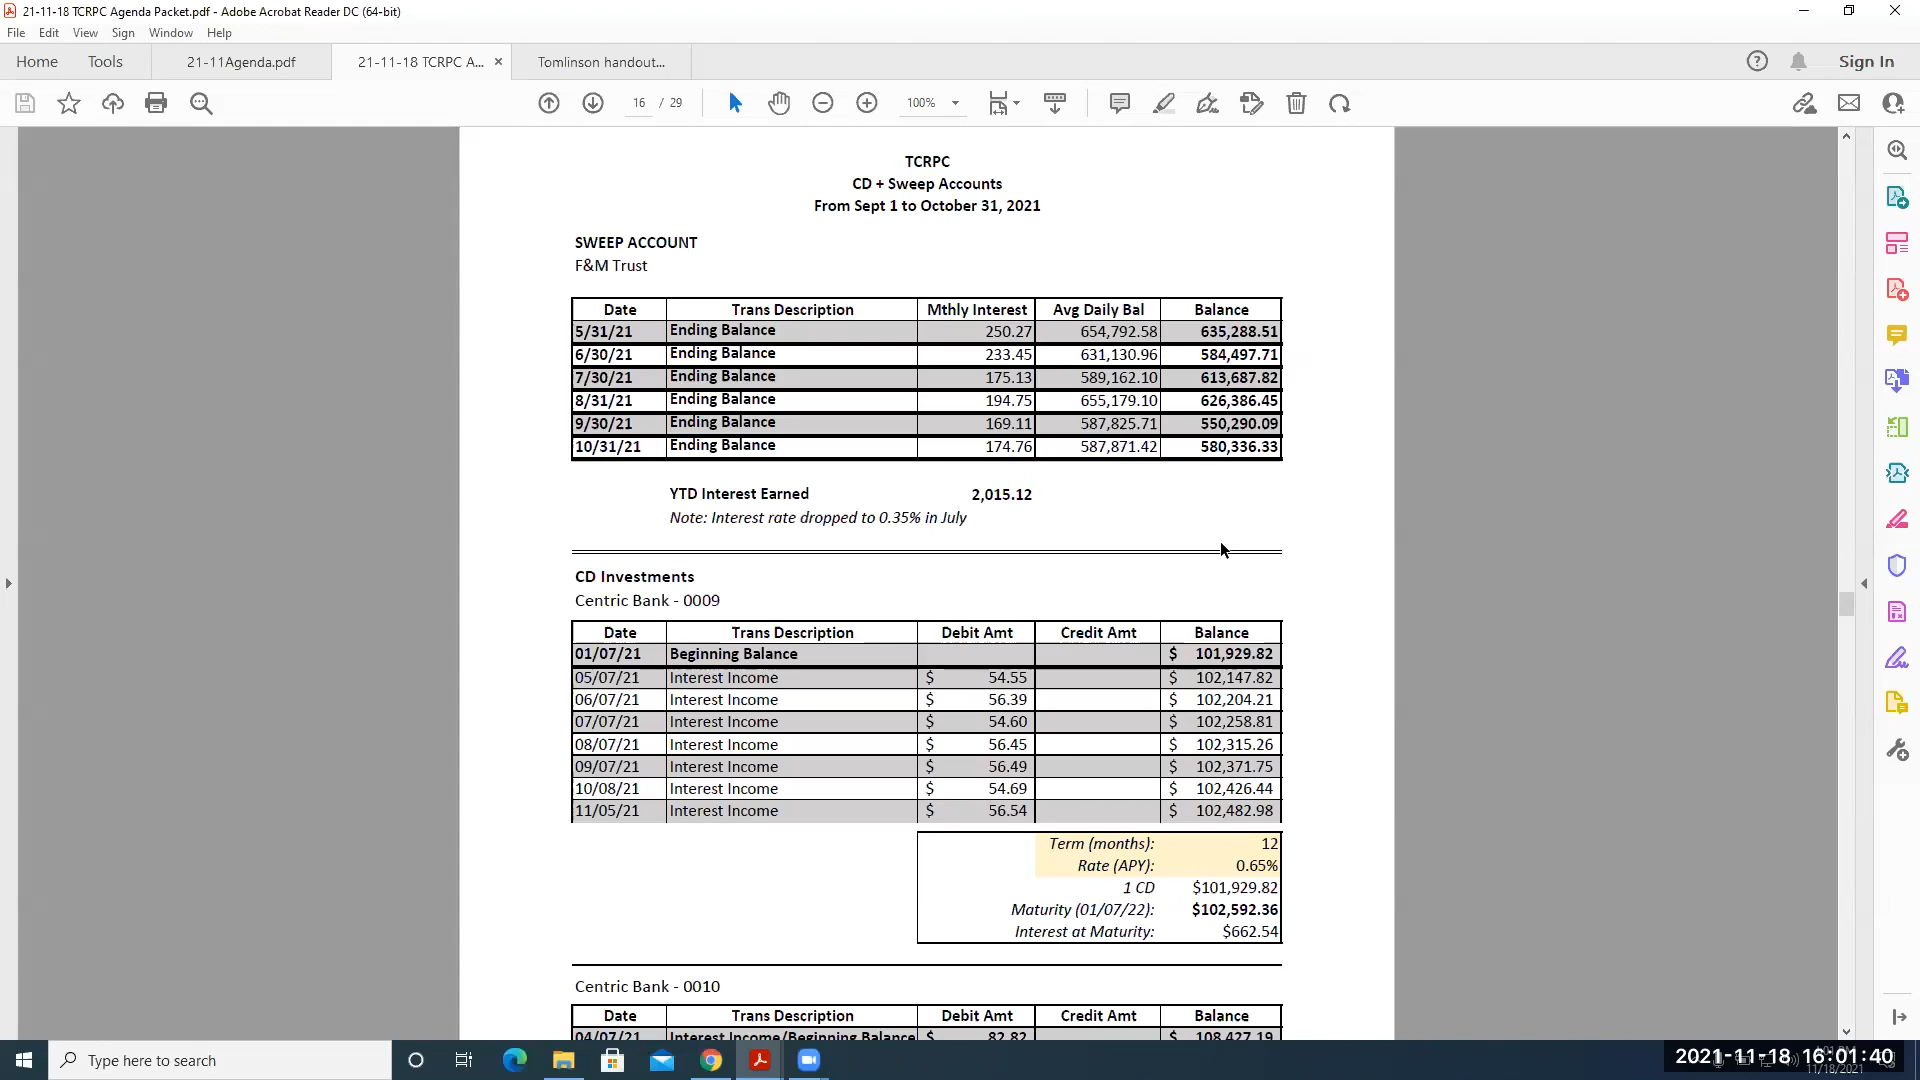 21-11-18 TCRPC Agenda Packet.pdf - Adobe Acrobat Reader DC (64-bit)
File Edit View Sign Window Help
Home Tools 21-11Agenda.pdf 21-11-18 TCRPC A... × Tomlinson handout... Sign In
16 / 29 100%
TCRPC
CD + Sweep Accounts
From Sept 1 to October 31, 2021
SWEEP ACCOUNT
F&M Trust
Date Trans Description Mthly Interest Avg Daily Bal Balance
5/31/21 Ending Balance 250.27 654,792.58 635,288.51
6/30/21 Ending Balance 233.45 631,130.96 584,497.71
7/30/21 Ending Balance 175.13 589,162.10 613,687.82
8/31/21 Ending Balance 194.75 655,179.10 626,386.45
9/30/21 Ending Balance 169.11 587,825.71 550,290.09
10/31/21 Ending Balance 174.76 587,871.42 580,336.33
YTD Interest Earned 2,015.12
Note: Interest rate dropped to 0.35% in July
CD Investments
Centric Bank - 0009
Date Trans Description Debit Amt Credit Amt Balance
01/07/21 Beginning Balance $ 101,929.82
05/07/21 Interest Income $ 54.55 $ 102,147.82
06/07/21 Interest Income $ 56.39 $ 102,204.21
07/07/21 Interest Income $ 54.60 $ 102,258.81
08/07/21 Interest Income $ 56.45 $ 102,315.26
09/07/21 Interest Income $ 56.49 $ 102,371.75
10/08/21 Interest Income $ 54.69 $ 102,426.44
11/05/21 Interest Income $ 56.54 $ 102,482.98
Term (months): 12
Rate (APY): 0.65%
1 CD $101,929.82
Maturity (01/07/22): $102,592.36
Interest at Maturity: $662.54
Centric Bank - 0010
Date Trans Description Debit Amt Credit Amt Balance
04/07/21 Interest Income/Beginning Balance $ 82.82 $ 108,427.19
Type here to search
2021-11-18 16:01:40
11/18/2021